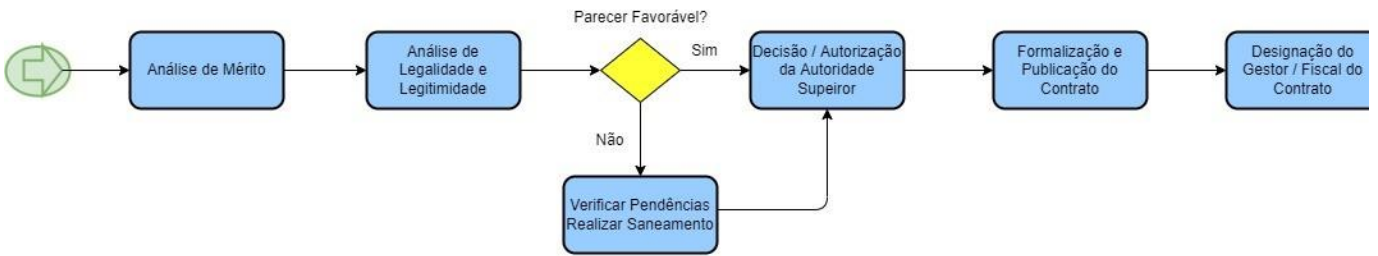 Parecer Favorável?
Análise de Mérito
Análise de
Legalidade e
Legitimidade
Sim
Decisão / Autorização
da Autoridade
Supeiror
Formalização e
Publicação do
Contrato
Designação do
Gestor / Fiscal do
Contrato
Não
Verificar Pendências
Realizar Saneamento